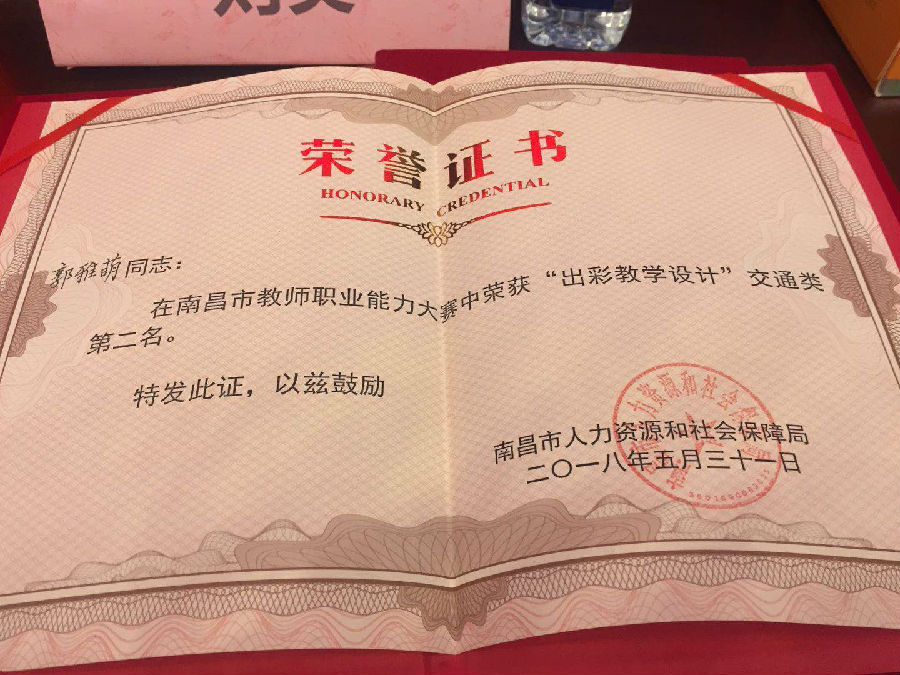 荣誉证书
HONORARY CREDENTIAL
郭雅萌同志：
在南昌市教师职业能力大赛中荣获“出彩教学设计”交通类
第二名。
特发此证，以兹鼓励
南昌市人力资源和社会保障局
二〇一八年五月三十一日